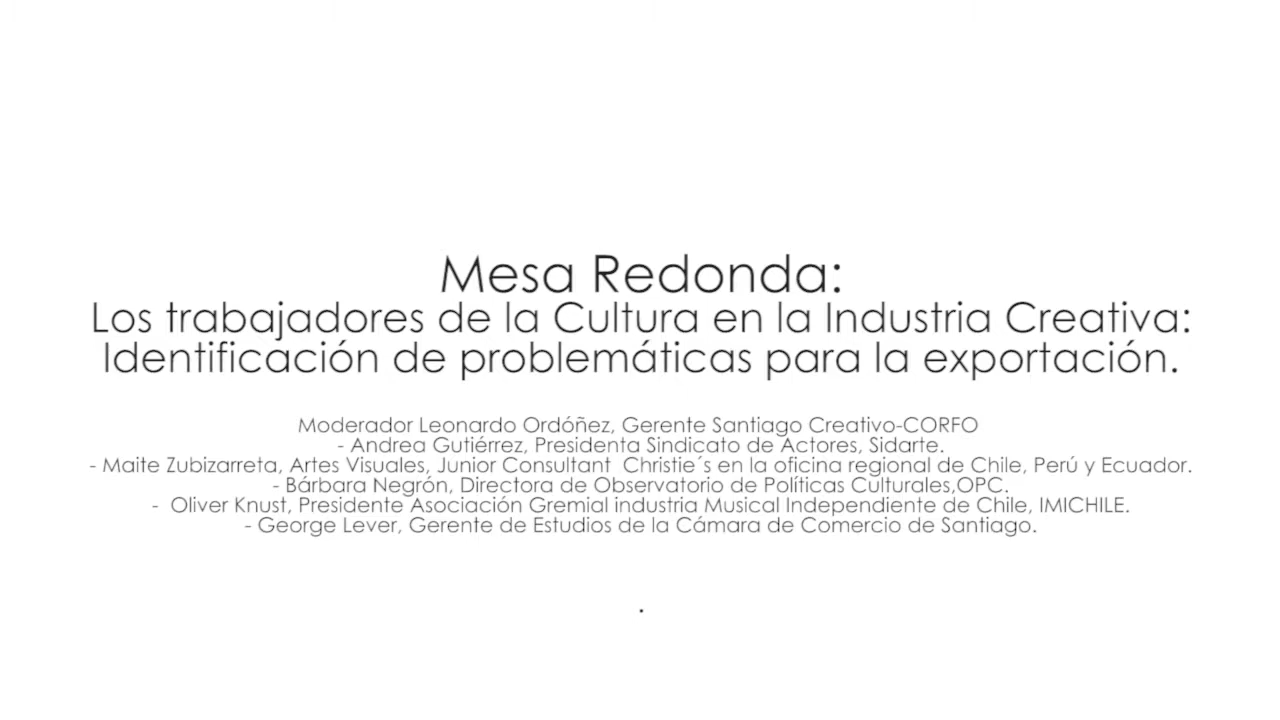 Mesa Redonda:
Los trabajadores de la Cultura en la Industria Creativa:
Identificación de problemáticas para la exportación.
Moderador Leonardo Ordóñez, Gerente Santiago Creativo-CORFO
- Andrea Gutiérrez, Presidenta Sindicato de Actores, Sidarte.
- Maite Zubizarreta, Artes Visuales, Junior Consultant  Christie´s en la oficina regional de Chile, Perú y Ecuador.
- Bárbara Negrón, Directora de Observatorio de Políticas Culturales,OPC.
-  Oliver Knust, Presidente Asociación Gremial industria Musical Independiente de Chile, IMICHILE.
- George Lever, Gerente de Estudios de la Cámara de Comercio de Santiago.
.